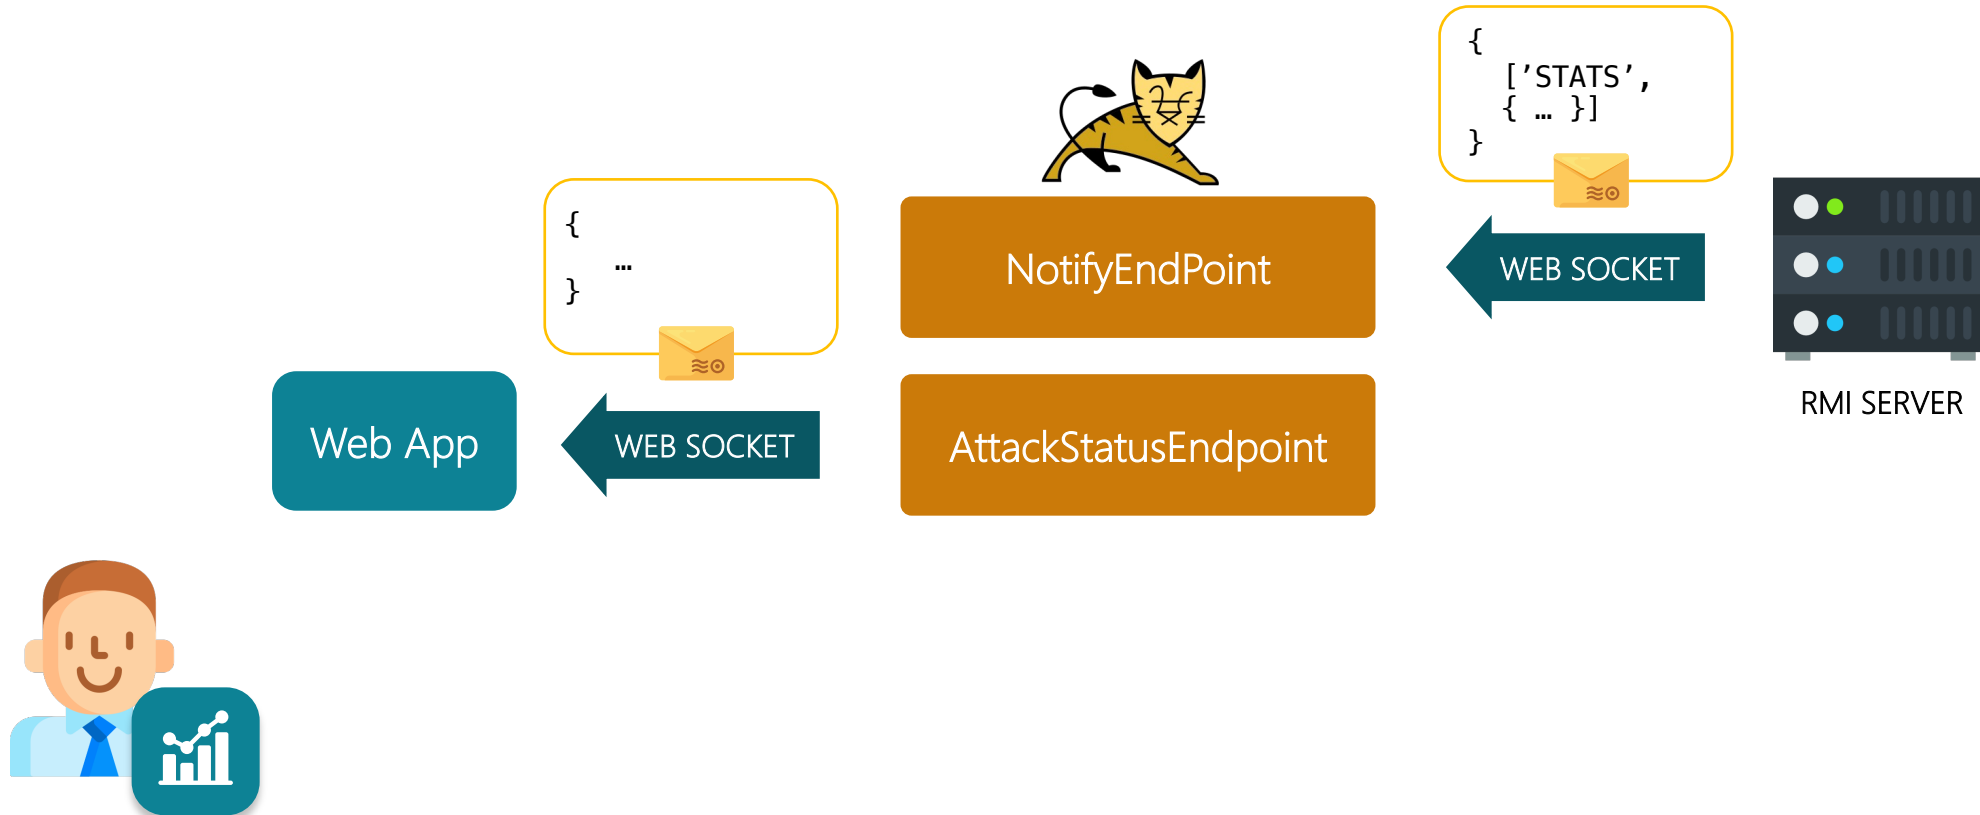 {
[’STATS’,
{ … }]
}
{
…
}
NotifyEndPoint
WEB SOCKET
RMI SERVER
Web App
WEB SOCKET
AttackStatusEndpoint